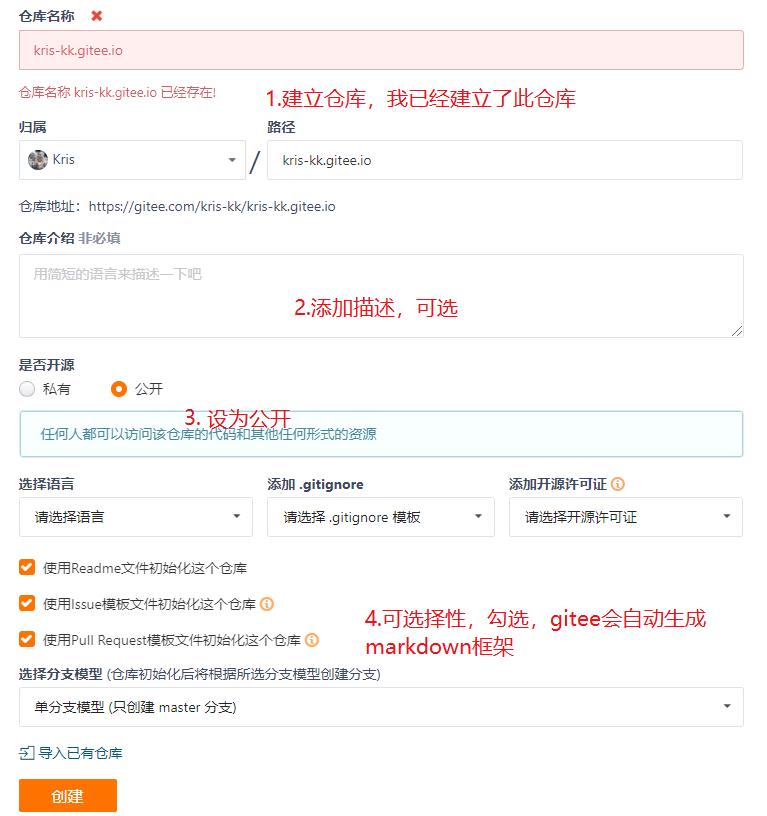 仓库名称 ✖
kris-kk.gitee.io
仓库名称 kris-kk.gitee.io 已经存在!
1.建立仓库，我已经建立了此仓库
归属 路径
Kris / kris-kk.gitee.io
仓库地址：https://gitee.com/kris-kk/kris-kk.gitee.io
仓库介绍 非必填
用简短的语言来描述一下吧
2.添加描述，可选
是否开源
私有 公开
3. 设为公开
任何人都可以访问该仓库的代码和其他任何形式的资源
选择语言 添加 .gitignore 添加开源许可证
请选择语言 请选择 .gitignore 模板 请选择开源许可证
使用Readme文件初始化这个仓库
使用Issue模板文件初始化这个仓库
4.可选择性，勾选，gitee会自动生成
markdown框架
使用Pull Request模板文件初始化这个仓库
选择分支模型 (仓库初始化后将根据所选分支模型创建分支)
单分支模型 (只创建 master 分支)
导入已有仓库
创建